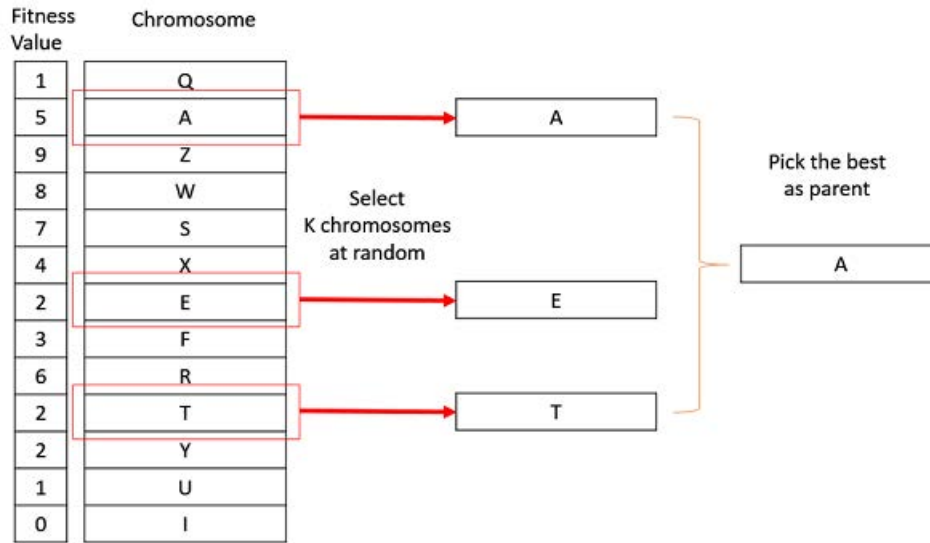 Fitness
Value
Chromosome
1 Q
5 A
9 Z
8 W
7 S
4 X
2 E
3 F
6 R
2 T
2 Y
1 U
0 I
Select
K chromosomes
at random
A
E
T
Pick the best
as parent
A